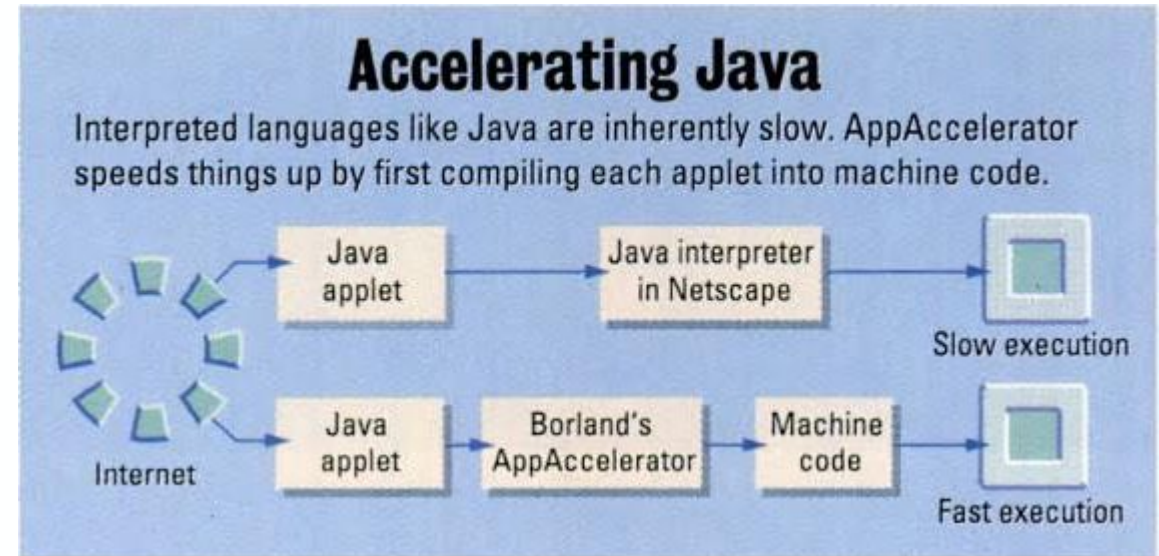 Accelerating Java
Interpreted languages like Java are inherently slow. AppAccelerator
speeds things up by first compiling each applet into machine code.
Java
applet
Java interpreter
in Netscape
Slow execution
Internet
Java
applet
Borland's
AppAccelerator
Machine
code
Fast execution